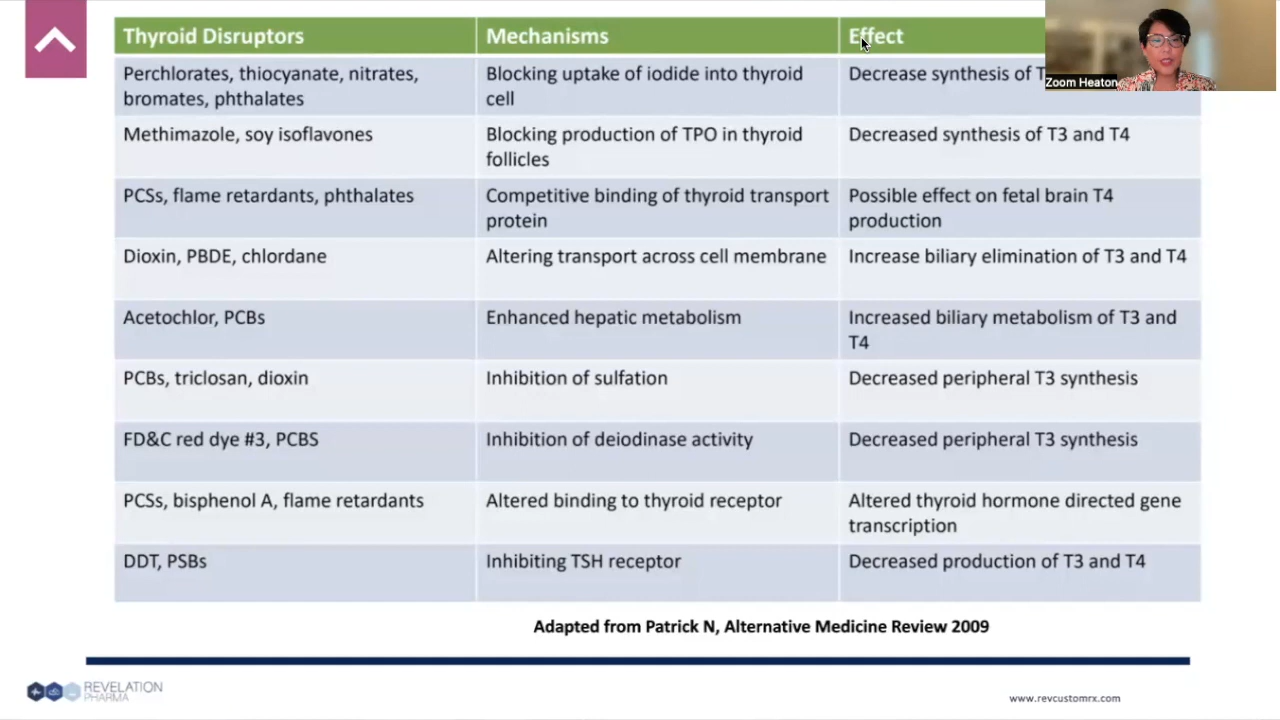 Thyroid Disruptors Mechanisms Effect
Perchlorates, thiocyanate, nitrates,
bromates, phthalates
Blocking uptake of iodide into thyroid
cell
Decrease synthesis of
Methimazole, soy isoflavones
Blocking production of TPO in thyroid
follicles
Decreased synthesis of T3 and T4
PCSs, flame retardants, phthalates
Competitive binding of thyroid transport
protein
Possible effect on fetal brain T4
production
Dioxin, PBDE, chlordane
Altering transport across cell membrane
Increase biliary elimination of T3 and T4
Acetochlor, PCBs
Enhanced hepatic metabolism
Increased biliary metabolism of T3 and
T4
PCBs, triclosan, dioxin
Inhibition of sulfation
Decreased peripheral T3 synthesis
FD&C red dye #3, PCBS
Inhibition of deiodinase activity
Decreased peripheral T3 synthesis
PCSs, bisphenol A, flame retardants
Altered binding to thyroid receptor
Altered thyroid hormone directed gene
transcription
DDT, PSBs
Inhibiting TSH receptor
Decreased production of T3 and T4
Adapted from Patrick N, Alternative Medicine Review 2009
REVELATION
PHARMA
www.revcustomrx.com
Zoom Heaton